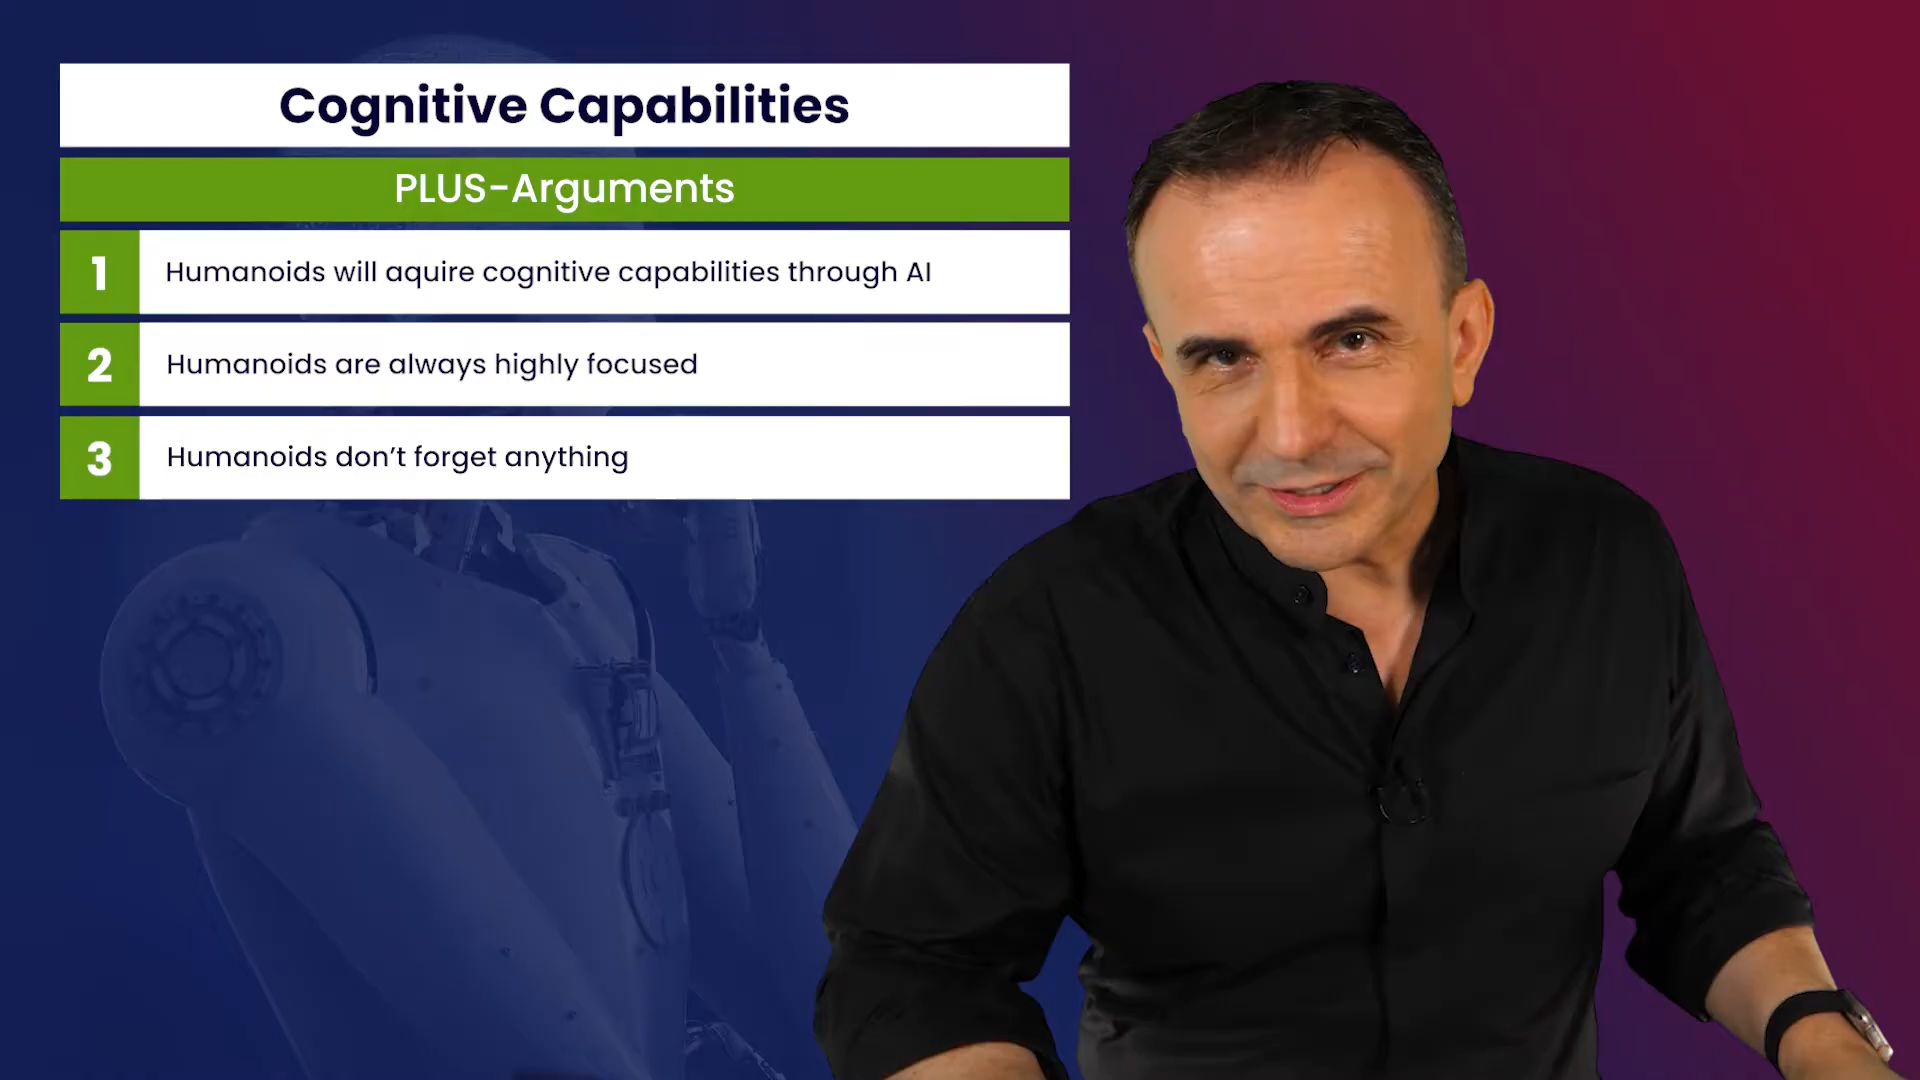 Cognitive Capabilities
PLUS-Arguments
1 Humanoids will aquire cognitive capabilities through AI
2 Humanoids are always highly focused
3 Humanoids don’t forget anything